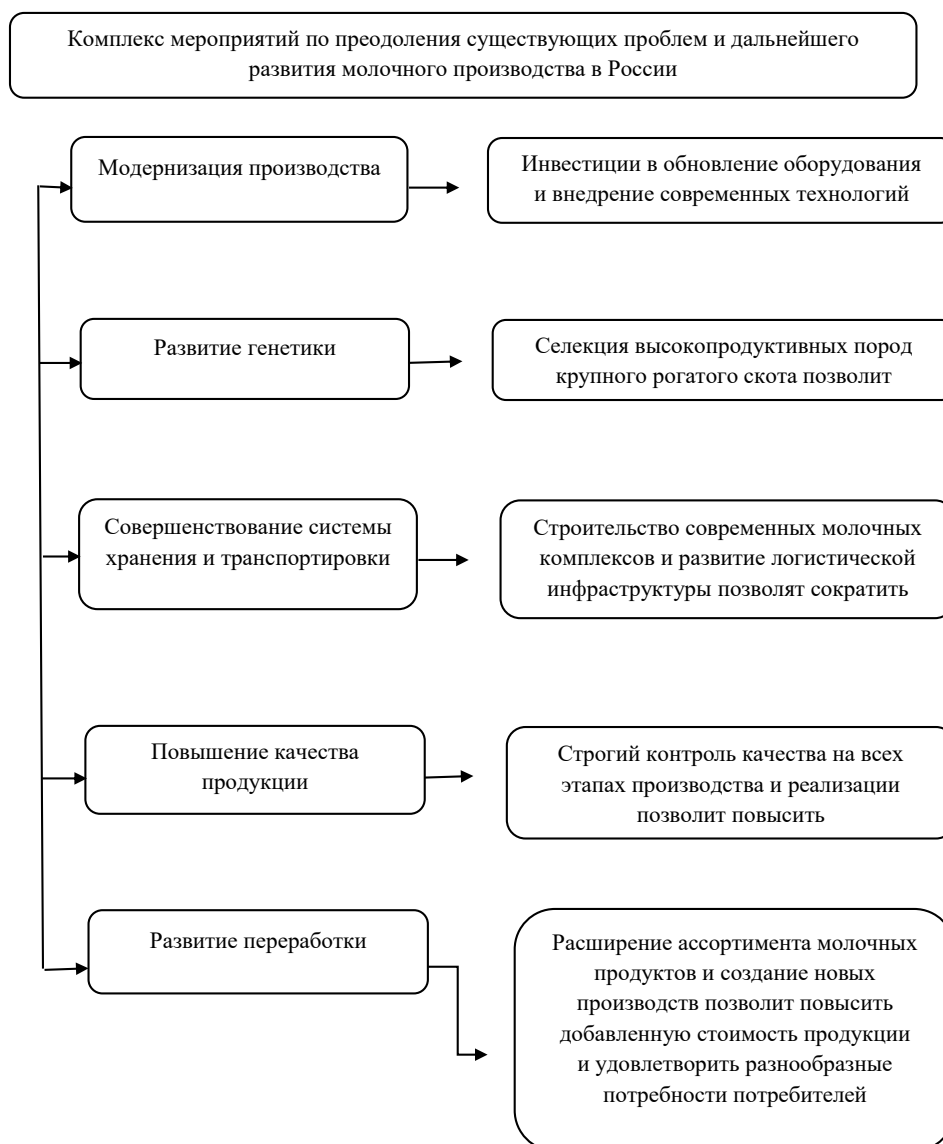 Комплекс мероприятий по преодоления существующих проблем и дальнейшего
развития молочного производства в России
Модернизация производства
Инвестиции в обновление оборудования
и внедрение современных технологий
Развитие генетики
Селекция высокопродуктивных пород
крупного рогатого скота позволит
Совершенствование системы
хранения и транспортировки
Строительство современных молочных
комплексов и развитие логистической
инфраструктуры позволят сократить
Повышение качества
продукции
Строгий контроль качества на всех
этапах производства и реализации
позволит повысить
Развитие переработки
Расширение ассортимента молочных
продуктов и создание новых
производств позволит повысить
добавленную стоимость продукции
и удовлетворить разнообразные
потребности потребителей